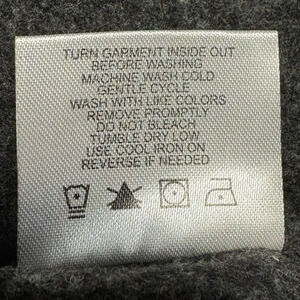 TURN GARMENT INSIDE OUT
BEFORE WASHING
MACHINE WASH COLD
GENTLE CYCLE
WASH WITH LIKE COLORS
REMOVE PROMPTLY
DO NOT BLEACH
TUMBLE DRY LOW
USE COOL IRON ON
REVERSE IF NEEDED